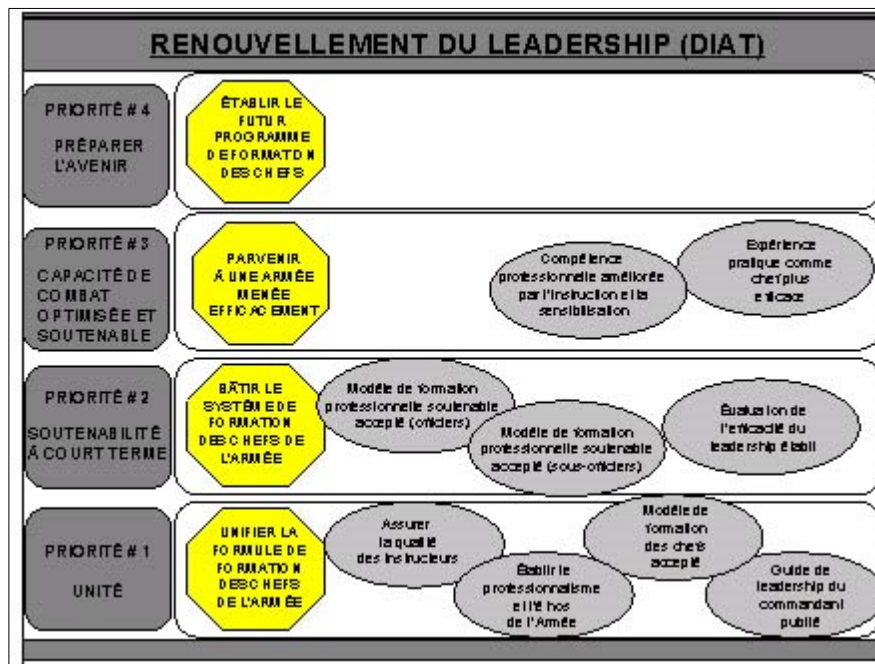 RENOUVELLEMENT DU LEADERSHIP (DIAT)
PRIORITÉ # 4
PRÉPARER
L'AVENIR
ÉTABLIR LE
FUTUR
PROGRAMME
DE FORMATION
DES CHEFS
PRIORITÉ # 3
CAPACITÉ DE
COMBAT
OPTIMISÉE ET
SOUTENABLE
PARVENIR
À UNE ARMÉE
MENÉE
EFFICACEMENT
Compétence
professionnelle améliorée
par l'instruction et la
sensibilisation
Expérience
pratique comme
chef plus
efficace
PRIORITÉ # 2
SOUTENABILITÉ
À COURT TERME
BÂTIR LE
SYSTÈME DE
FORMATION
DES CHEFS DE
L'ARMÉE
Modèle de formation
professionnelle soutenable
accepté (officiers)
Modèle de formation
professionnelle soutenable
accepté (sous-officiers)
Évaluation de
l'efficacité du
leadership établi
PRIORITÉ # 1
UNITÉ
UNIFIER LA
FORMULE DE
FORMATION
DES CHEFS
DE L'ARMÉE
Assurer
la qualité
des instructeurs
Établir le
professionnalisme
et l'éthos
de l'Armée
Modèle de
formation
des chefs
accepté
Guide de
leadership du
commandant
publié